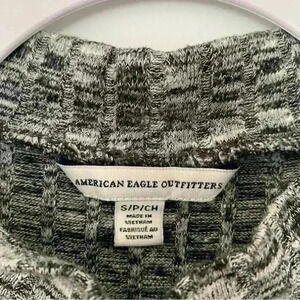 AMERICAN EAGLE OUTFITTERS
S/P/CH
MADE IN
VIETNAM
FABRIQUÉ AU
VIETNAM